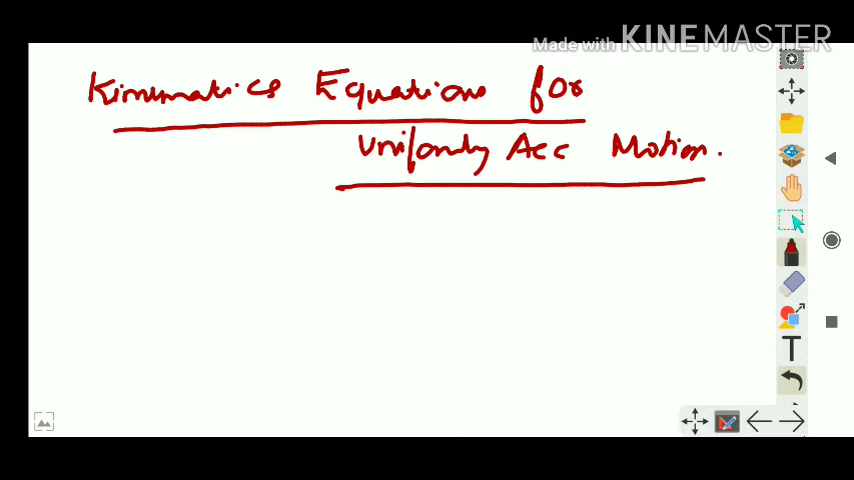 Made with KINEMASTER
Kinematics Equations for
Uniformly Acc Motion.
T